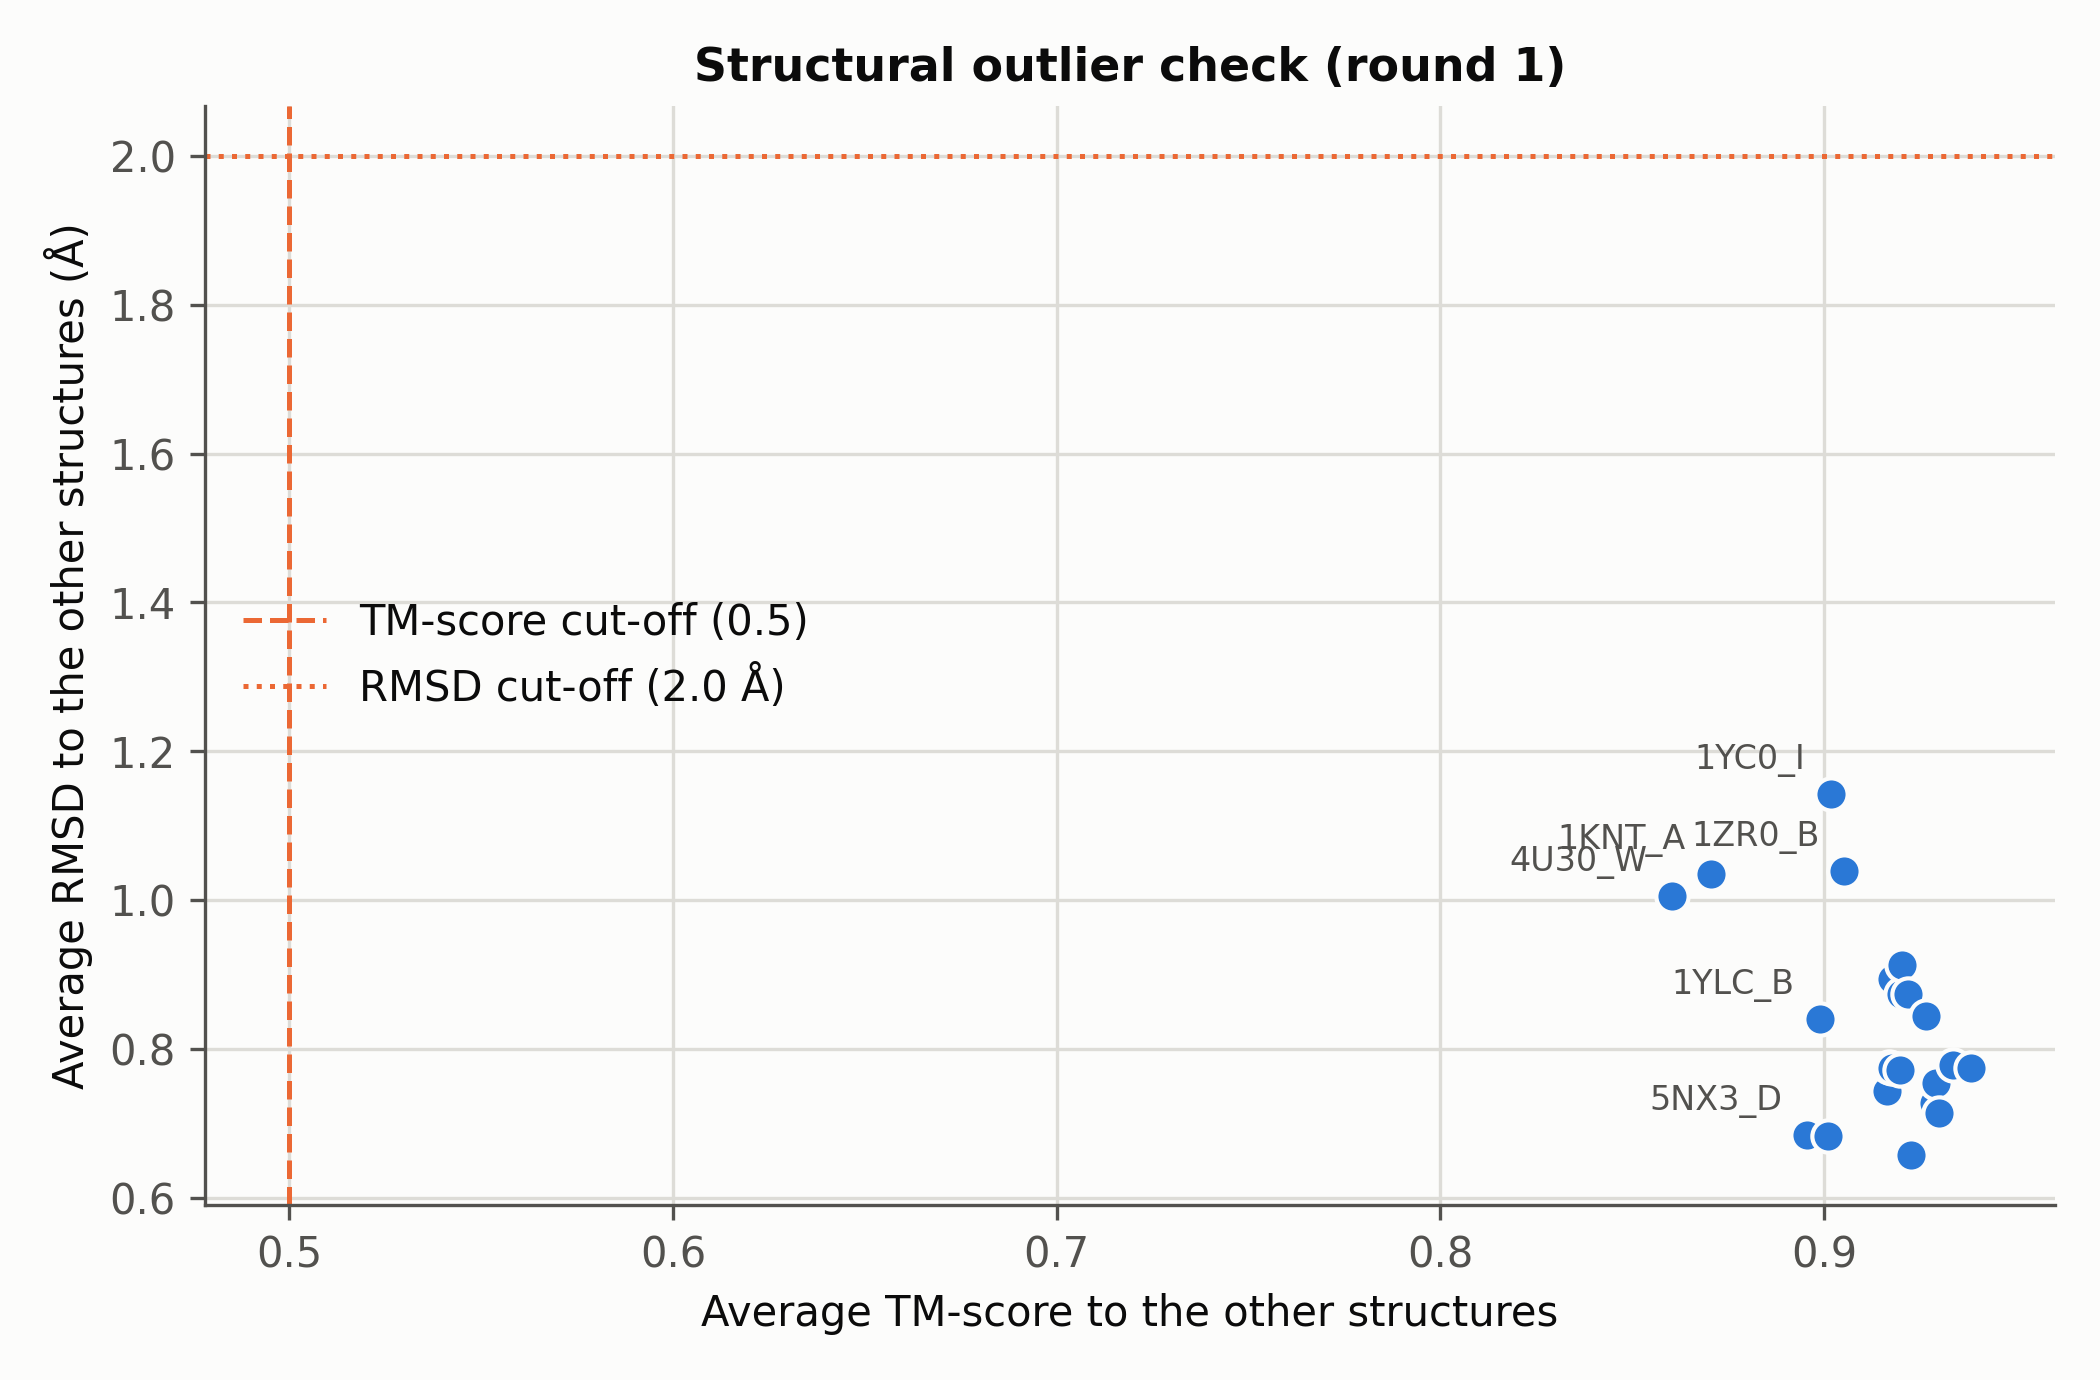 Structural outlier check (round 1)
Average RMSD to the other structures (Å)
2.0
1.8
1.6
1.4
1.2
1.0
0.8
0.6
TM-score cut-off (0.5)
RMSD cut-off (2.0 Å)
1YC0_I
1KNT_A
1ZR0_B
4U30_W
1YLC_B
5NX3_D
0.5
0.6
0.7
0.8
0.9
Average TM-score to the other structures